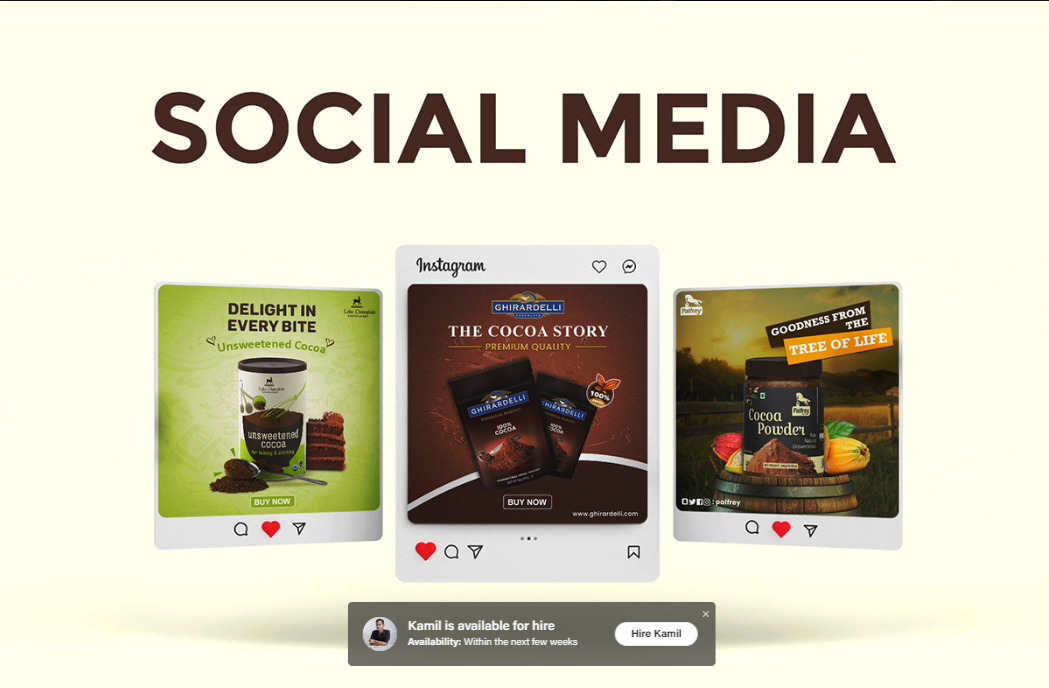 SOCIAL MEDIA
DELIGHT IN
EVERY BITE
Unsweetened Cocoa
Lake Champlain
Lake Champlain
unsweetened
cocoa
for baking & drinking
BUY NOW
Instagram
GHIRARDELLI
CHOCOLATE
THE COCOA STORY
PREMIUM QUALITY
GHIRARDELLI
PREMIUM BAKING
100%
COCOA
GHIRARDELLI
100%
COCOA
100%
BUY NOW
www.ghirardelli.com
Palfrey
GOODNESS FROM
THE
TREE OF LIFE
Palfrey
Cocoa
Powder
Natural
Unsweetened
: palfrey
Kamil is available for hire
Availability: Within the next few weeks
Hire Kamil